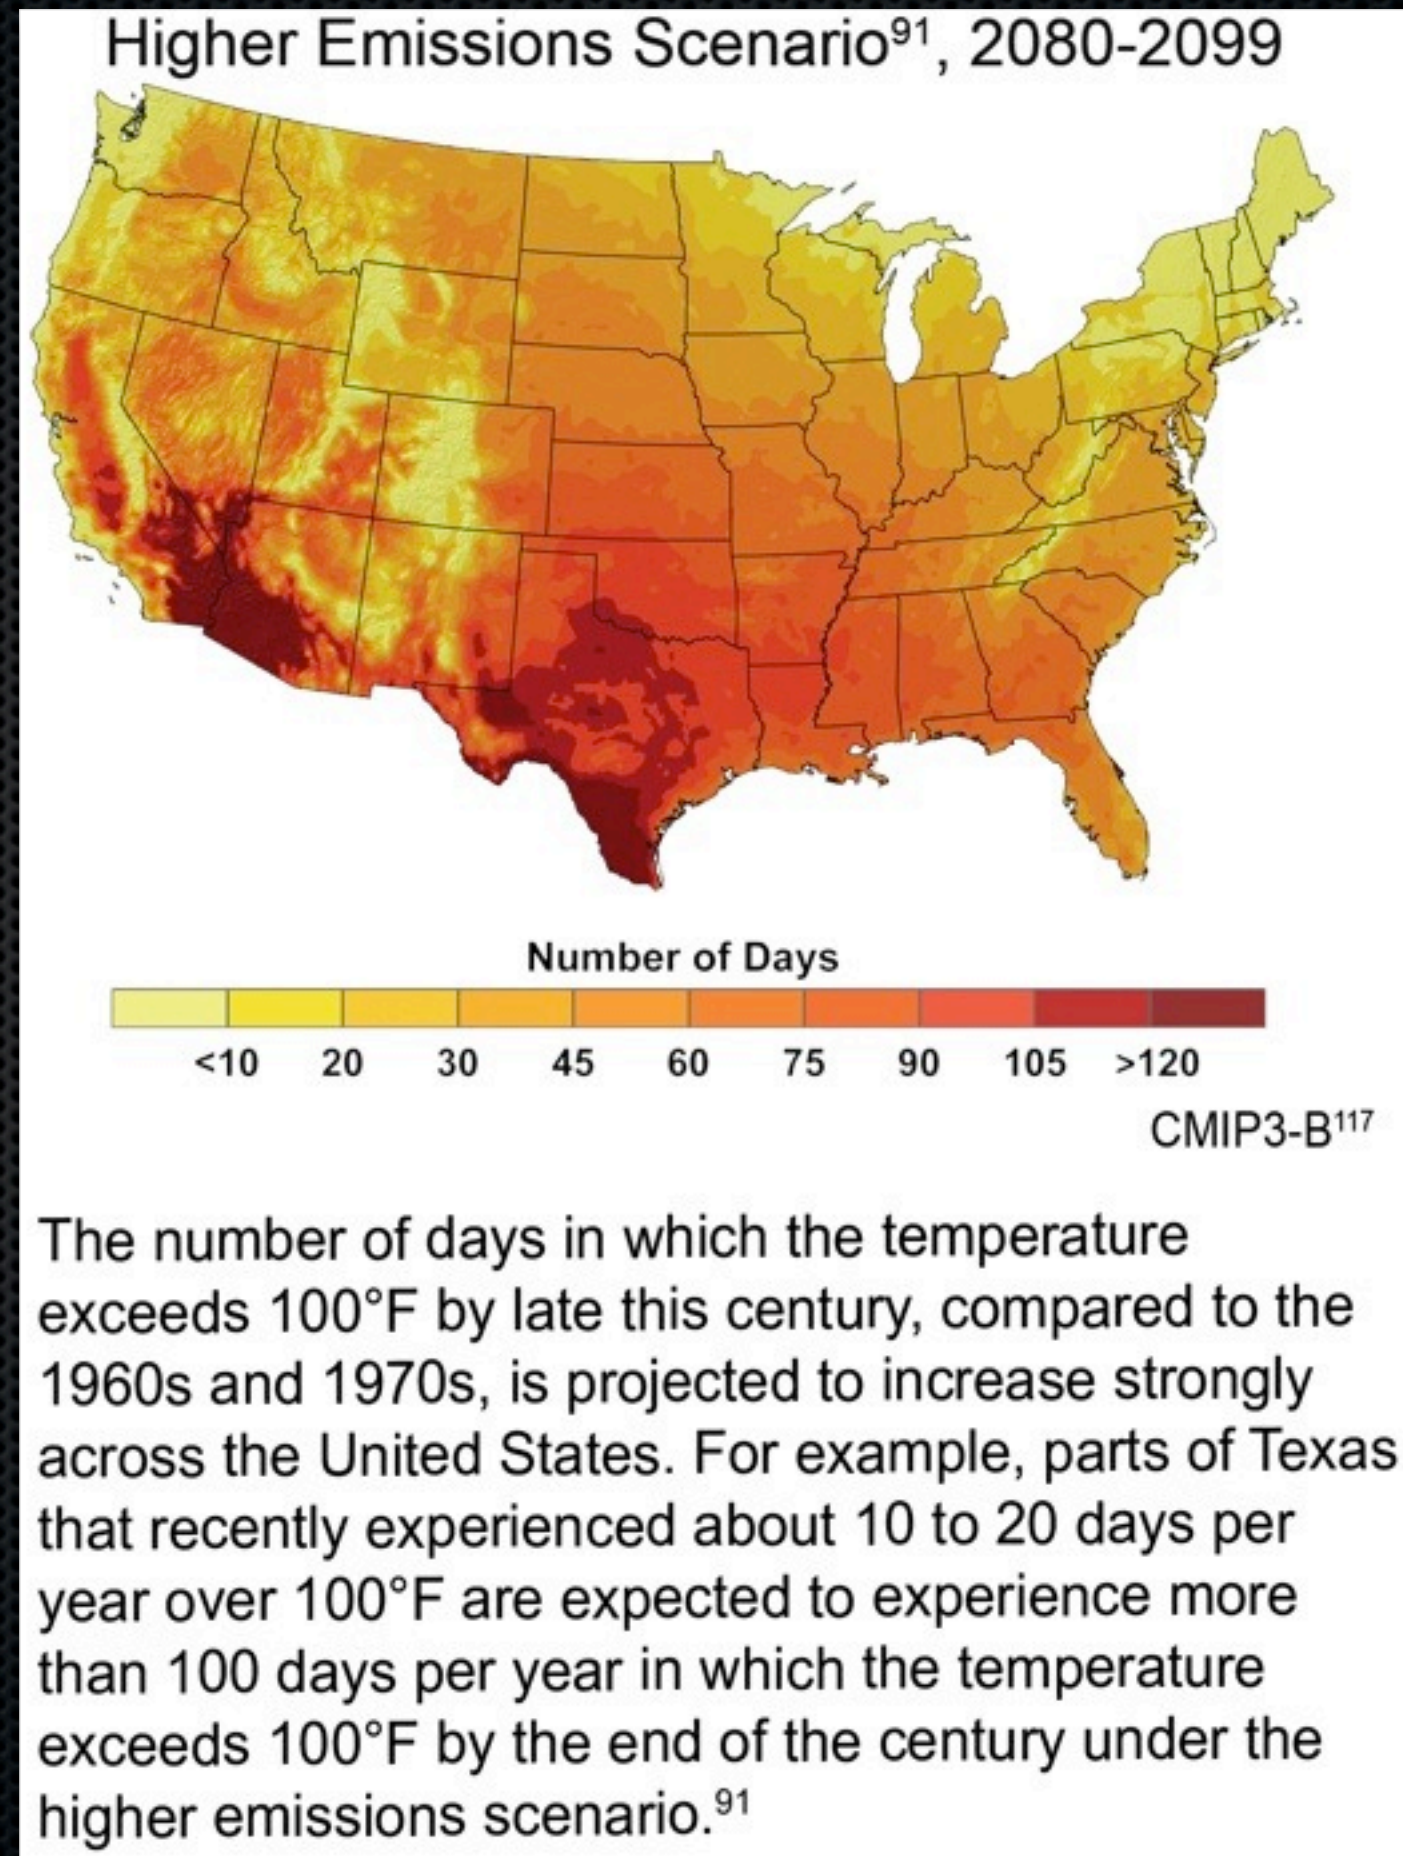 Higher Emissions Scenario⁹¹, 2080-2099
Number of Days
<10 20 30 45 60 75 90 105 >120
CMIP3-B¹¹⁷
The number of days in which the temperature
exceeds 100°F by late this century, compared to the
1960s and 1970s, is projected to increase strongly
across the United States. For example, parts of Texas
that recently experienced about 10 to 20 days per
year over 100°F are expected to experience more
than 100 days per year in which the temperature
exceeds 100°F by the end of the century under the
higher emissions scenario.⁹¹